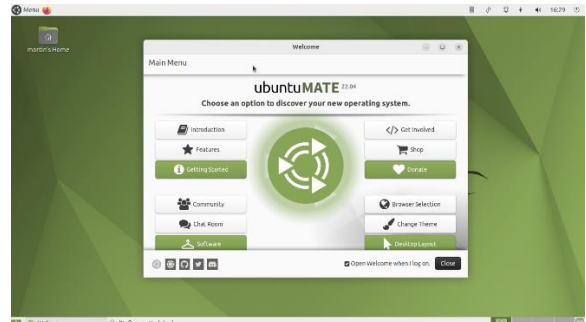 Menu
16:29
martin's Home
Welcome
Main Menu
ubuntuMATE 22.04
Choose an option to discover your new operating system.
Introduction
</> Get Involved
Features
Shop
Getting Started
Donate
Community
Browser Selection
Chat Room
Change Theme
Software
Desktop Layout
Open Welcome when I log on.
Close